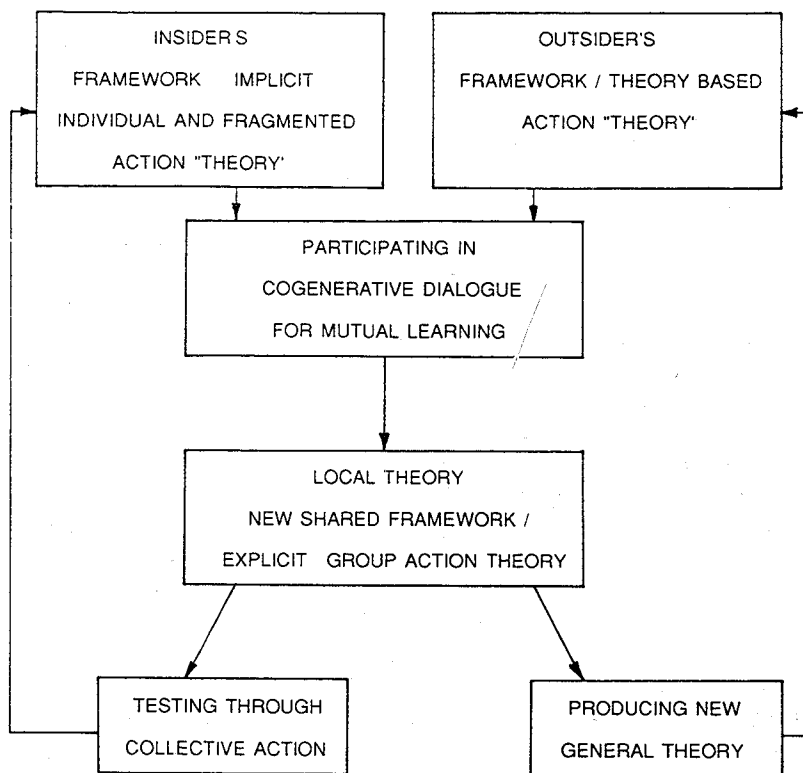 INSIDER'S
FRAMEWORK IMPLICIT
INDIVIDUAL AND FRAGMENTED
ACTION "THEORY'
OUTSIDER'S
FRAMEWORK / THEORY BASED
ACTION "THEORY'
PARTICIPATING IN
COGENERATIVE DIALOGUE
FOR MUTUAL LEARNING
LOCAL THEORY
NEW SHARED FRAMEWORK /
EXPLICIT GROUP ACTION THEORY
TESTING THROUGH
COLLECTIVE ACTION
PRODUCING NEW
GENERAL THEORY